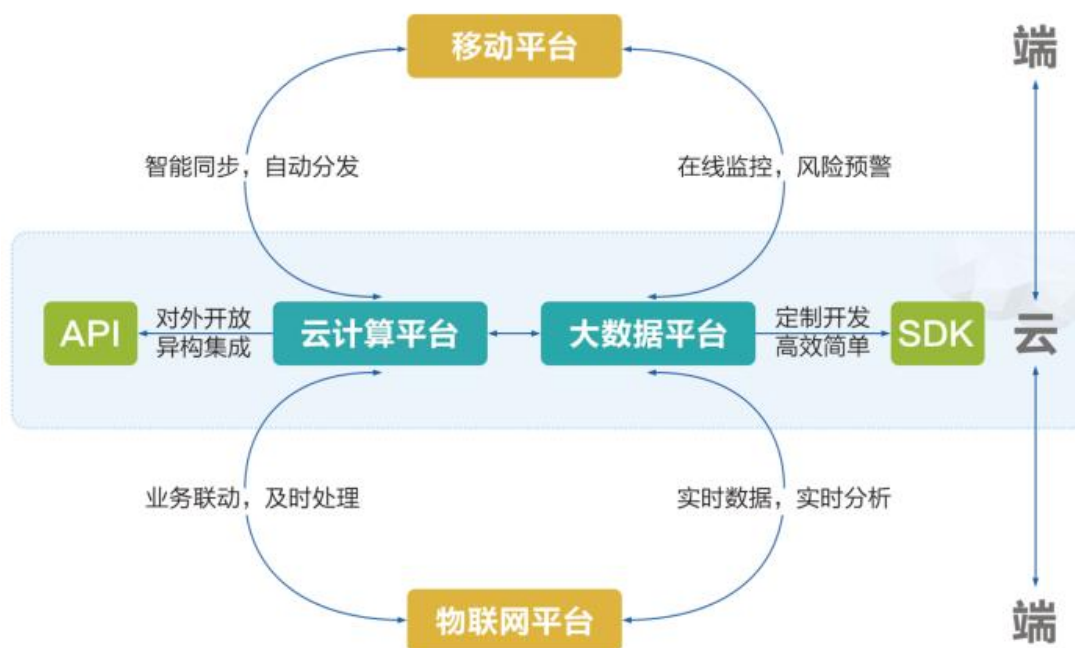 移动平台
端
智能同步，自动分发
在线监控，风险预警
API
对外开放
异构集成
云计算平台
大数据平台
定制开发
高效简单
SDK
云
业务联动，及时处理
实时数据，实时分析
物联网平台
端